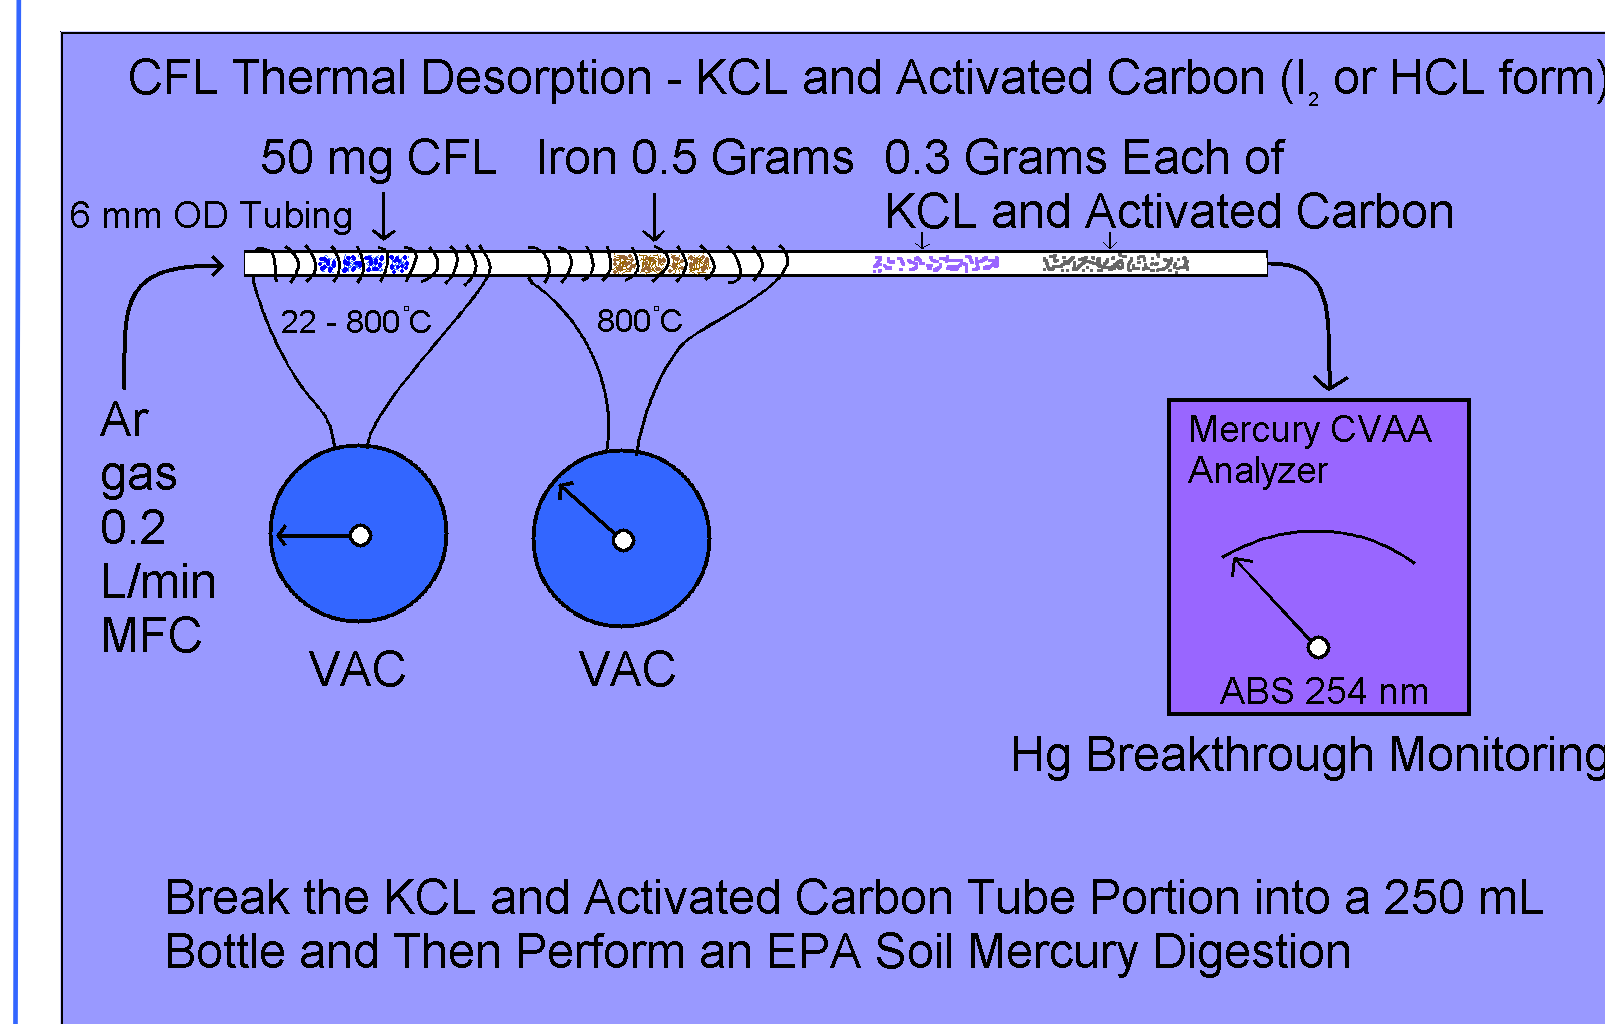 CFL Thermal Desorption - KCL and Activated Carbon (I₂ or HCL form)
50 mg CFL
Iron 0.5 Grams
0.3 Grams Each of
KCL and Activated Carbon
6 mm OD Tubing
22 - 800°C
800°C
Ar
gas
0.2
L/min
MFC
VAC
VAC
Mercury CVAA
Analyzer
ABS 254 nm
Hg Breakthrough Monitoring
Break the KCL and Activated Carbon Tube Portion into a 250 mL
Bottle and Then Perform an EPA Soil Mercury Digestion